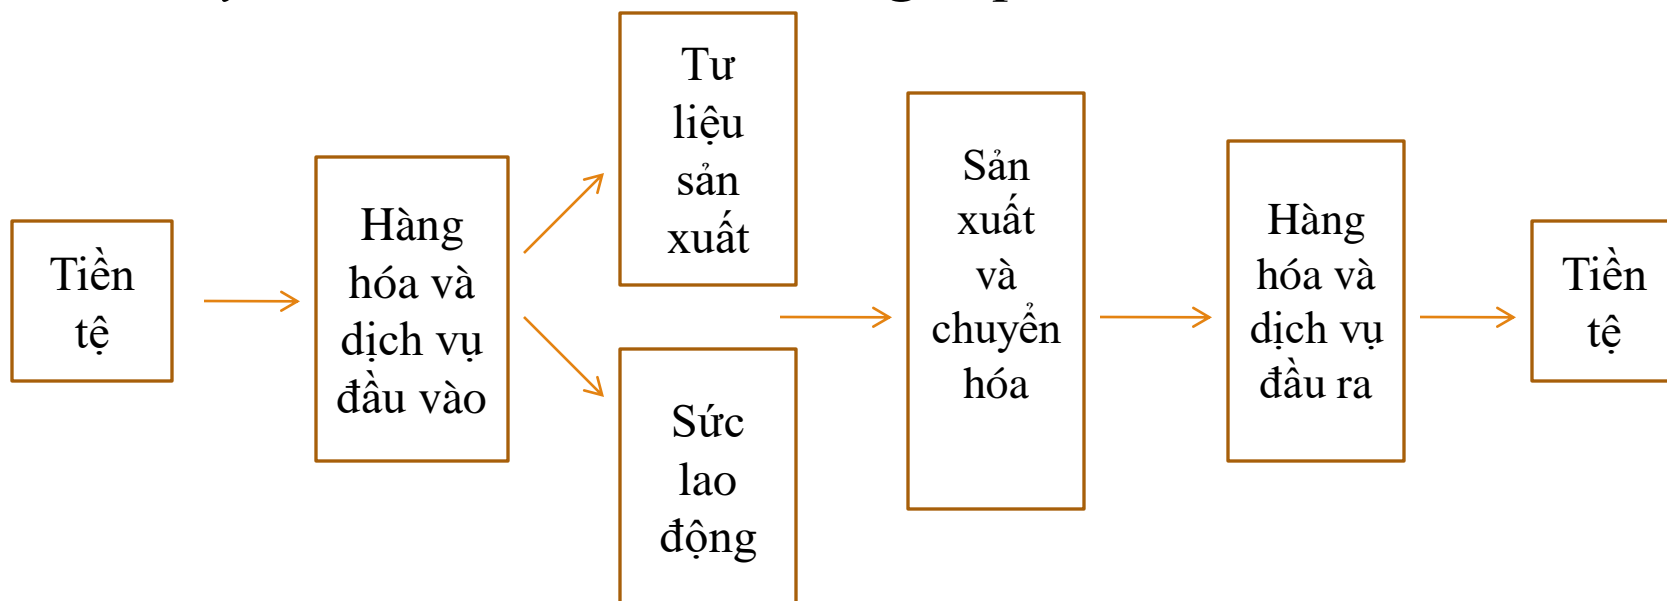 Tiền
tệ
Hàng
hóa và
dịch vụ
đầu vào
Tư
liệu
sản
xuất
Sức
lao
động
Sản
xuất
và
chuyển
hóa
Hàng
hóa và
dịch vụ
đầu ra
Tiền
tệ